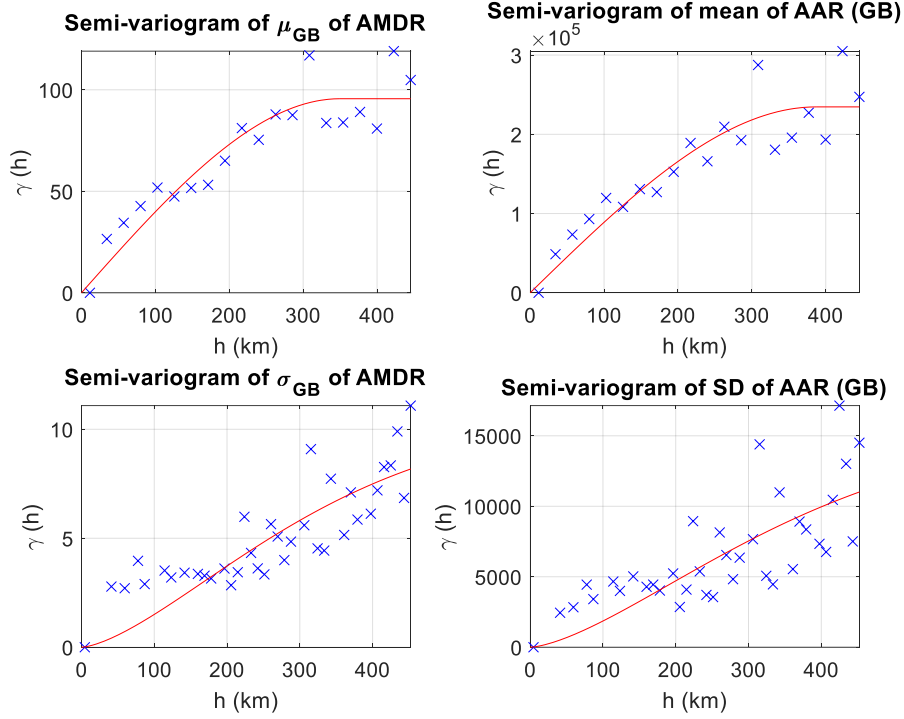 Semi-variogram of μGB of AMDR
γ (h)
100
50
0
0 100 200 300 400
h (km)
Semi-variogram of mean of AAR (GB)
×10^5
γ (h)
3
2
1
0
0 100 200 300 400
h (km)
Semi-variogram of σGB of AMDR
γ (h)
10
5
0
0 100 200 300 400
h (km)
Semi-variogram of SD of AAR (GB)
γ (h)
15000
10000
5000
0
0 100 200 300 400
h (km)